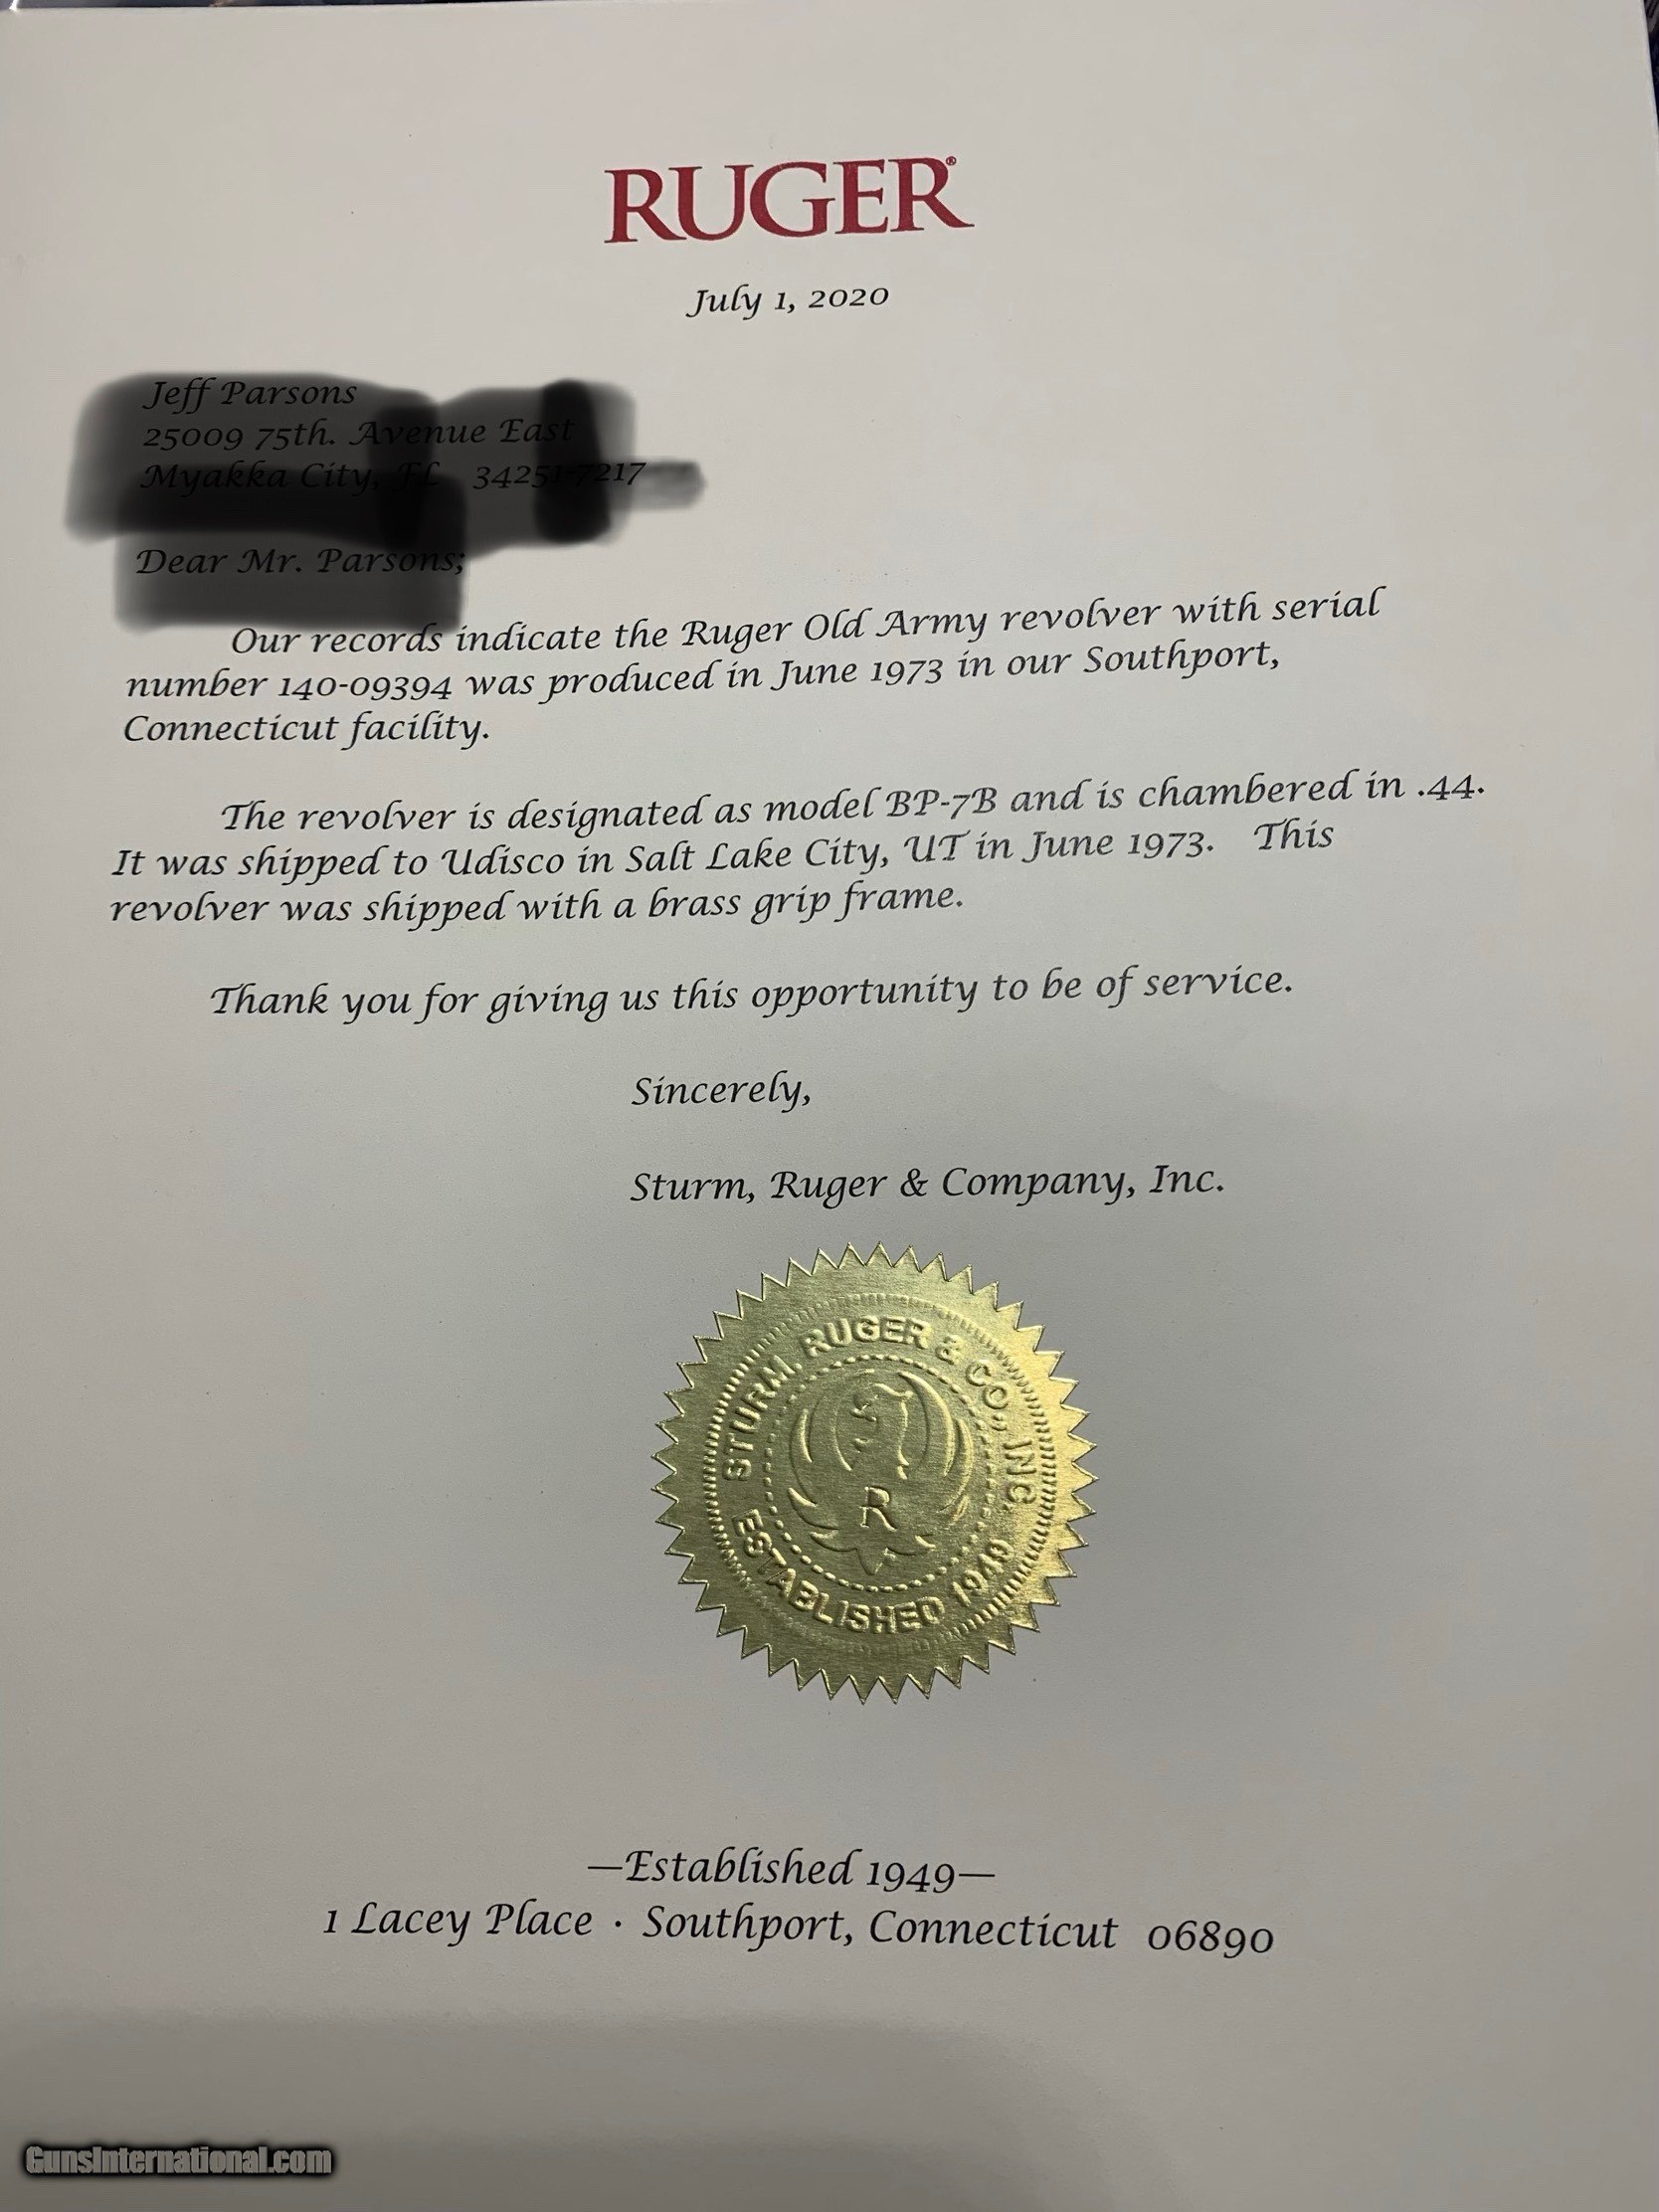 RUGER®
July 1, 2020
Our records indicate the Ruger Old Army revolver with serial
number 140-09394 was produced in June 1973 in our Southport,
Connecticut facility.
The revolver is designated as model BP-7B and is chambered in .44.
It was shipped to Udisco in Salt Lake City, UT in June 1973. This
revolver was shipped with a brass grip frame.
Thank you for giving us this opportunity to be of service.
Sincerely,
Sturm, Ruger & Company, Inc.
STURM, RUGER & CO., INC.
R
ESTABLISHED 1949
—Established 1949—
1 Lacey Place · Southport, Connecticut 06890
GunsInternational.com